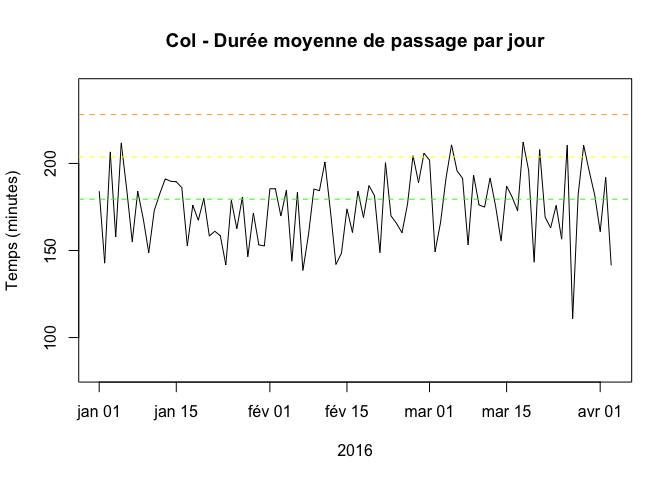 Col - Durée moyenne de passage par jour
Temps (minutes)
200
150
100
jan 01 jan 15 fév 01 fév 15 mar 01 mar 15 avr 01
2016